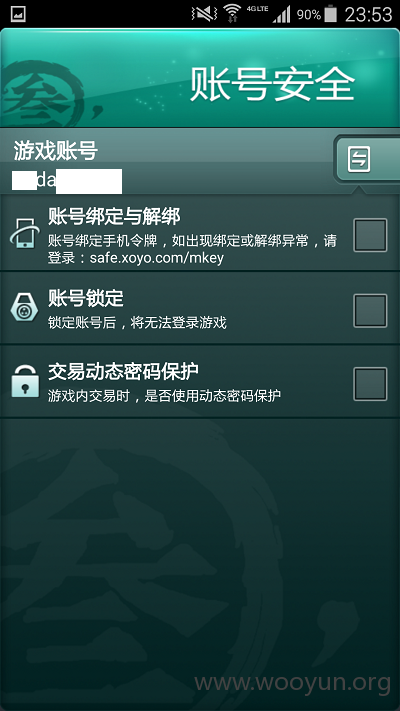 4G LTE 90% 23:53
叁,
账号安全
游戏账号
da
账号绑定与解绑
账号绑定手机令牌，如出现绑定或解绑异常，请
登录：safe.xoyo.com/mkey
账号锁定
锁定账号后，将无法登录游戏
交易动态密码保护
游戏内交易时，是否使用动态密码保护
叁,
www.wooyun.org